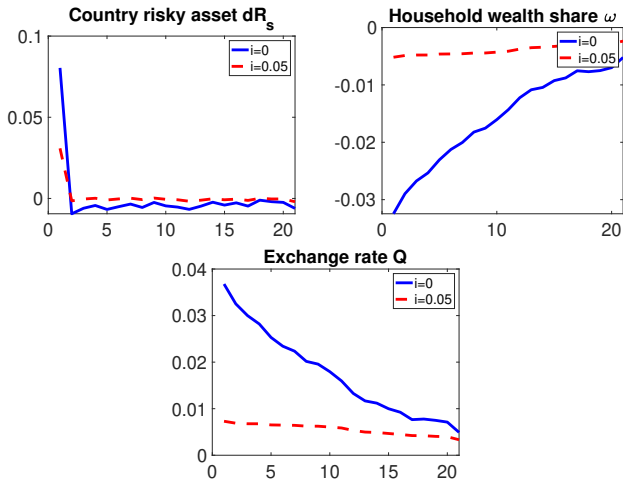 Country risky asset dR_s
i=0
i=0.05
0.1
0.05
0
0
5
10
15
20
Household wealth share ω
i=0
i=0.05
0
-0.01
-0.02
-0.03
0
10
20
Exchange rate Q
i=0
i=0.05
0.04
0.03
0.02
0.01
0
0
5
10
15
20